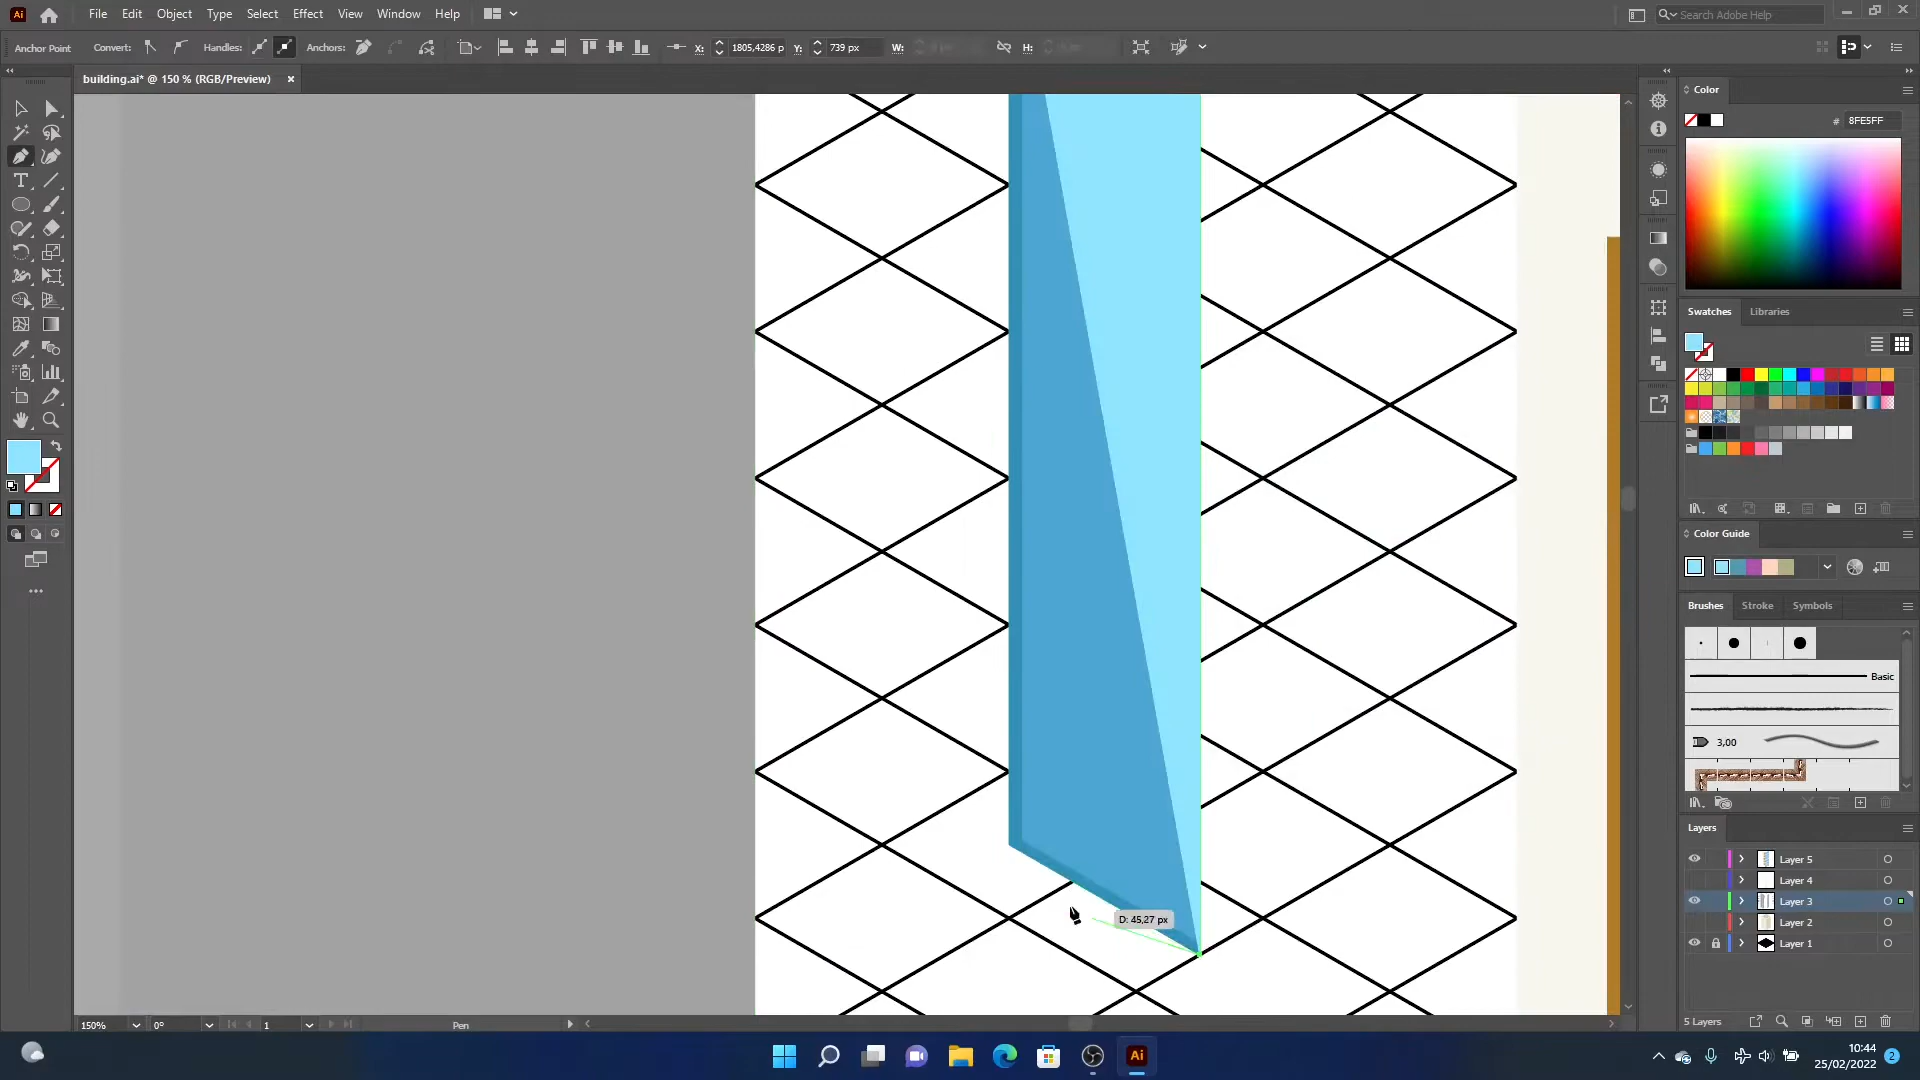 Ai File Edit Object Type Select Effect View Window Help Search Adobe Help
Anchor Point Convert: Handles: Anchors: X: 1805,4286 p Y: 739 px W: H:
building.ai* @ 150 % (RGB/Preview)
Color
# 8FE5FF
Swatches Libraries
Color Guide
Brushes Stroke Symbols
Basic
3,00
Layers
Layer 5
Layer 4
Layer 3
Layer 2
Layer 1
5 Layers
D: 45,27 px
150% 0° 1 Pen
Ai 10:44
25/02/2022 2